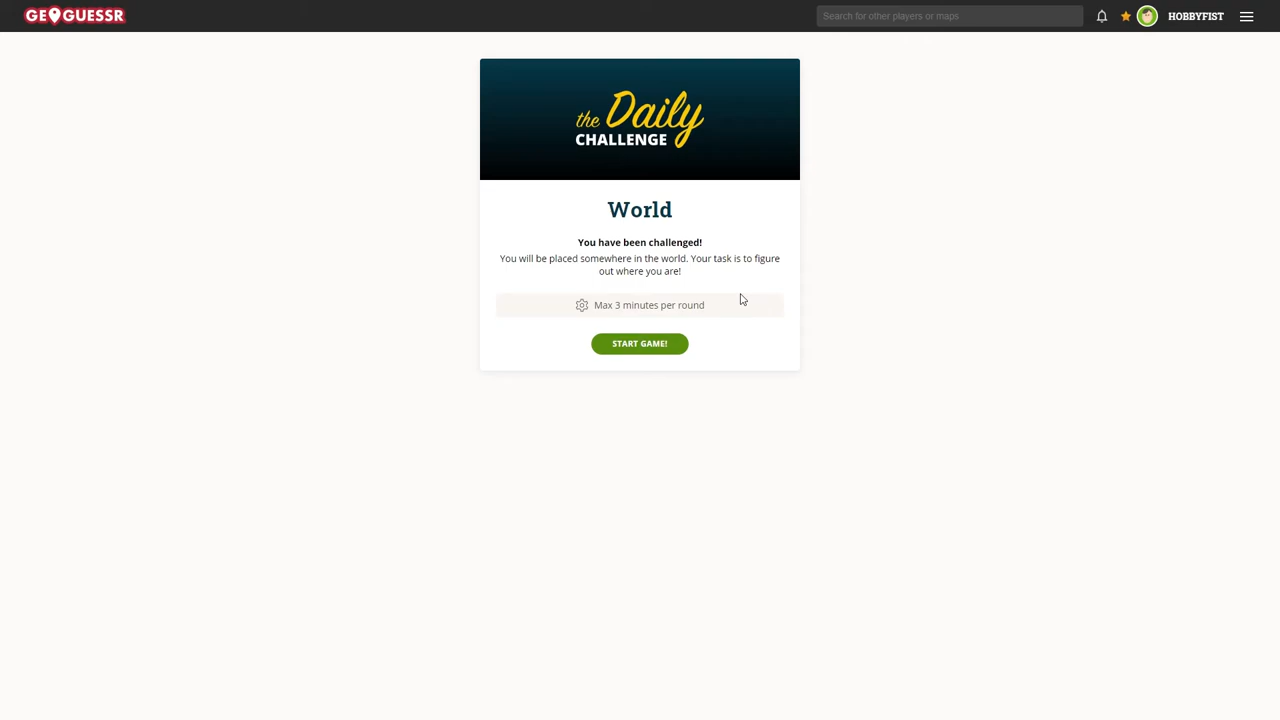 GEOGUESSR
Search for other players or maps
HOBBYFIST
the Daily
CHALLENGE
World
You have been challenged!
You will be placed somewhere in the world. Your task is to figure
out where you are!
Max 3 minutes per round
START GAME!